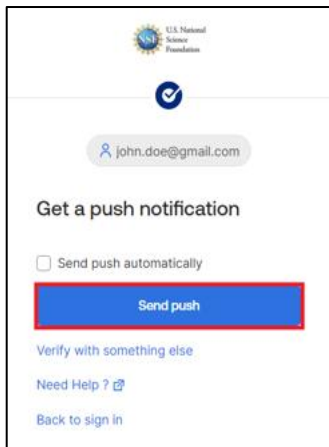 NSF
U.S. National
Science
Foundation
john.doe@gmail.com
Get a push notification
Send push automatically
Send push
Verify with something else
Need Help ?
Back to sign in